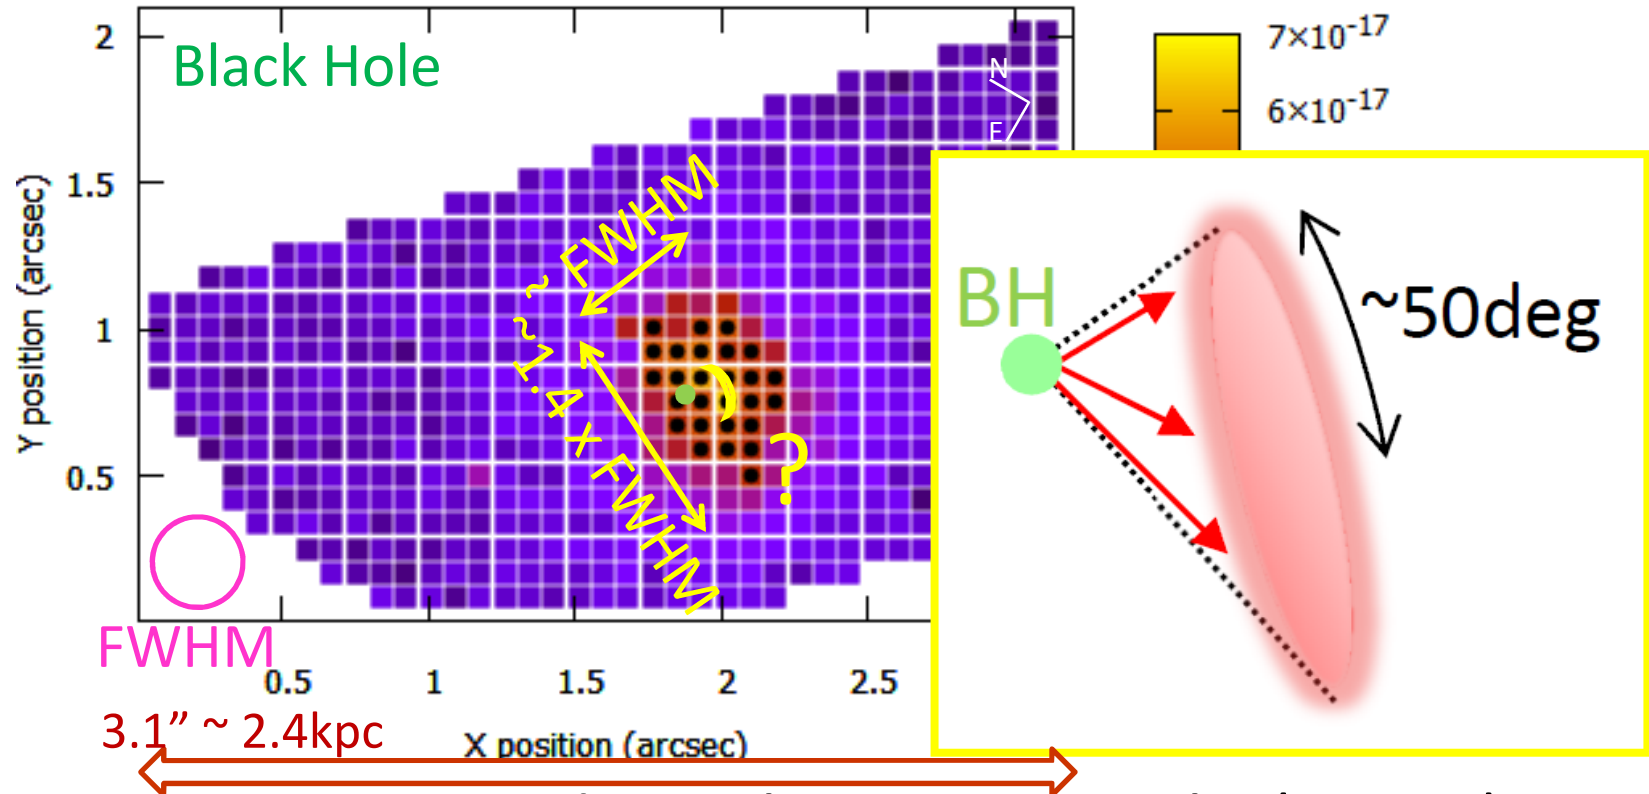 Black Hole
2
1.5
1
0.5
Y position (arcsec)
N
E
7×10-17
6×10-17
~ FWHM
~1.4 x FWHM
?
BH
~50deg
FWHM
0.5
1
1.5
2
2.5
3.1” ~ 2.4kpc
X position (arcsec)